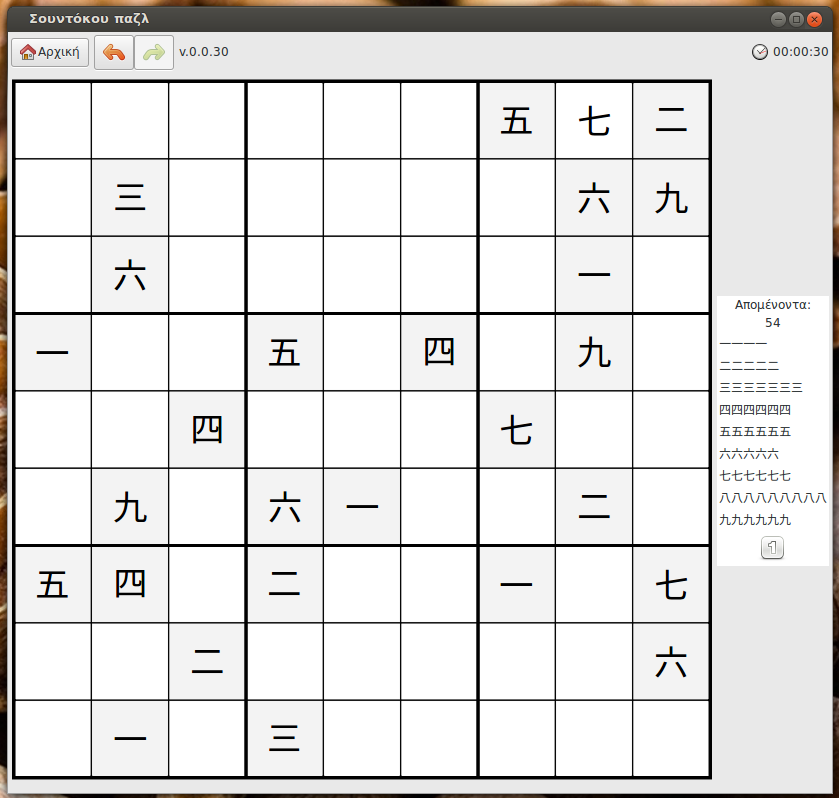 Σουντόκου παζλ
Αρχική v.0.0.30 00:00:30
五 七 二
三 六 九
六 一
一 五 四 九
四 七
九 六 一 二
五 四 二 一 七
二 六
一 三
Απομένοντα:
54
一一一一
二二二二二
三三三三三三三
四四四四四四
五五五五五五
六六六六六
七七七七七七
八八八八八八八八八
九九九九九九
1